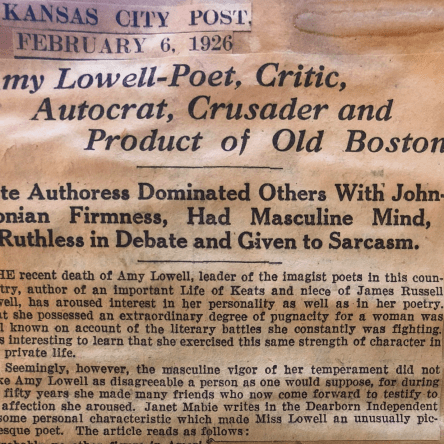 KANSAS CITY POST,
FEBRUARY 6, 1926
my Lowell-Poet, Critic,
Autocrat, Crusader and
Product of Old Boston
te Authoress Dominated Others With John-
onian Firmness, Had Masculine Mind,
Ruthless in Debate and Given to Sarcasm.
HE recent death of Amy Lowell, leader of the imagist poets in this coun-
try, author of an important Life of Keats and niece of James Russell
well, has aroused interest in her personality as well as in her poetry.
at she possessed an extraordinary degree of pugnacity for a woman was
ll known on account of the literary battles she constantly was fighting.
s interesting to learn that she exercised this same strength of character in
private life.
Seemingly, however, the masculine vigor of her temperament did not
ke Amy Lowell as disagreeable a person as one would suppose, for during
fifty years she made many friends who now come forward to testify to
affection she aroused. Janet Mabie writes in the Dearborn Independent
some personal characteristic which made Miss Lowell an unusually pic-
esque poet. The article reads as follows: